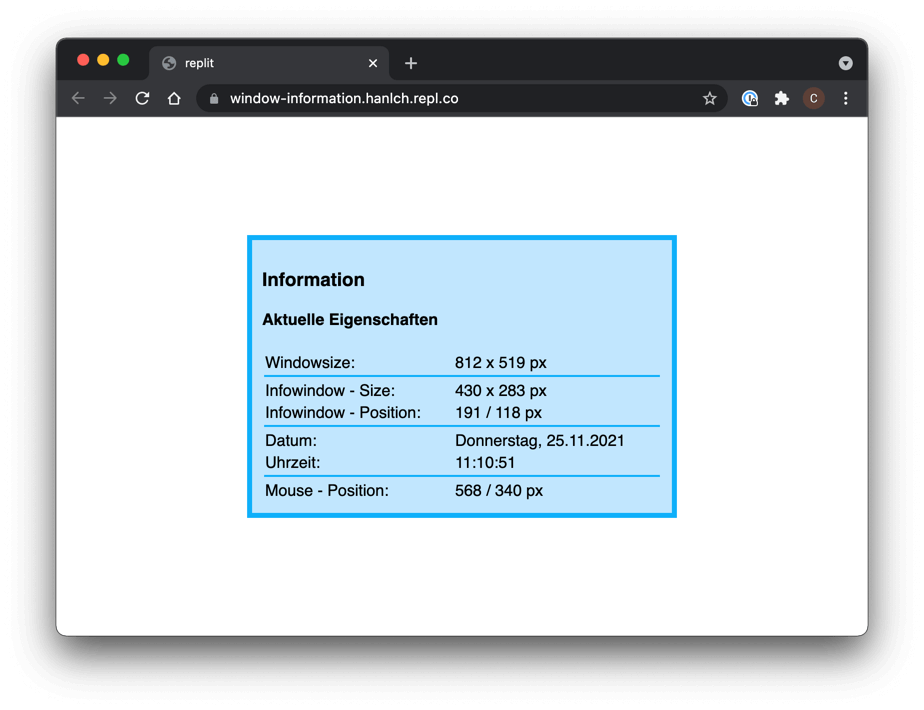 replit
window-information.hanlch.repl.co
C
Information
Aktuelle Eigenschaften
Windowsize: 812 x 519 px
Infowindow - Size: 430 x 283 px
Infowindow - Position: 191 / 118 px
Datum: Donnerstag, 25.11.2021
Uhrzeit: 11:10:51
Mouse - Position: 568 / 340 px